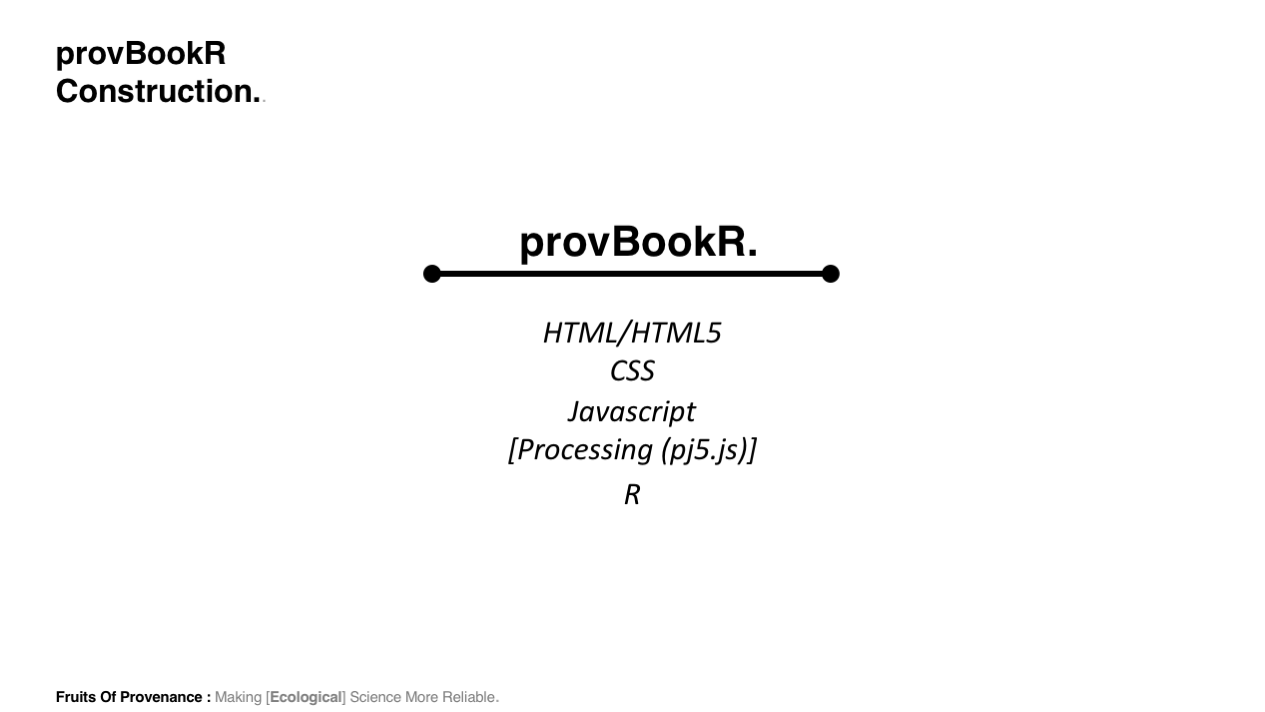 provBookR
Construction..
provBookR.
HTML/HTML5
CSS
Javascript
[Processing (pj5.js)]
R
Fruits Of Provenance : Making [Ecological] Science More Reliable.